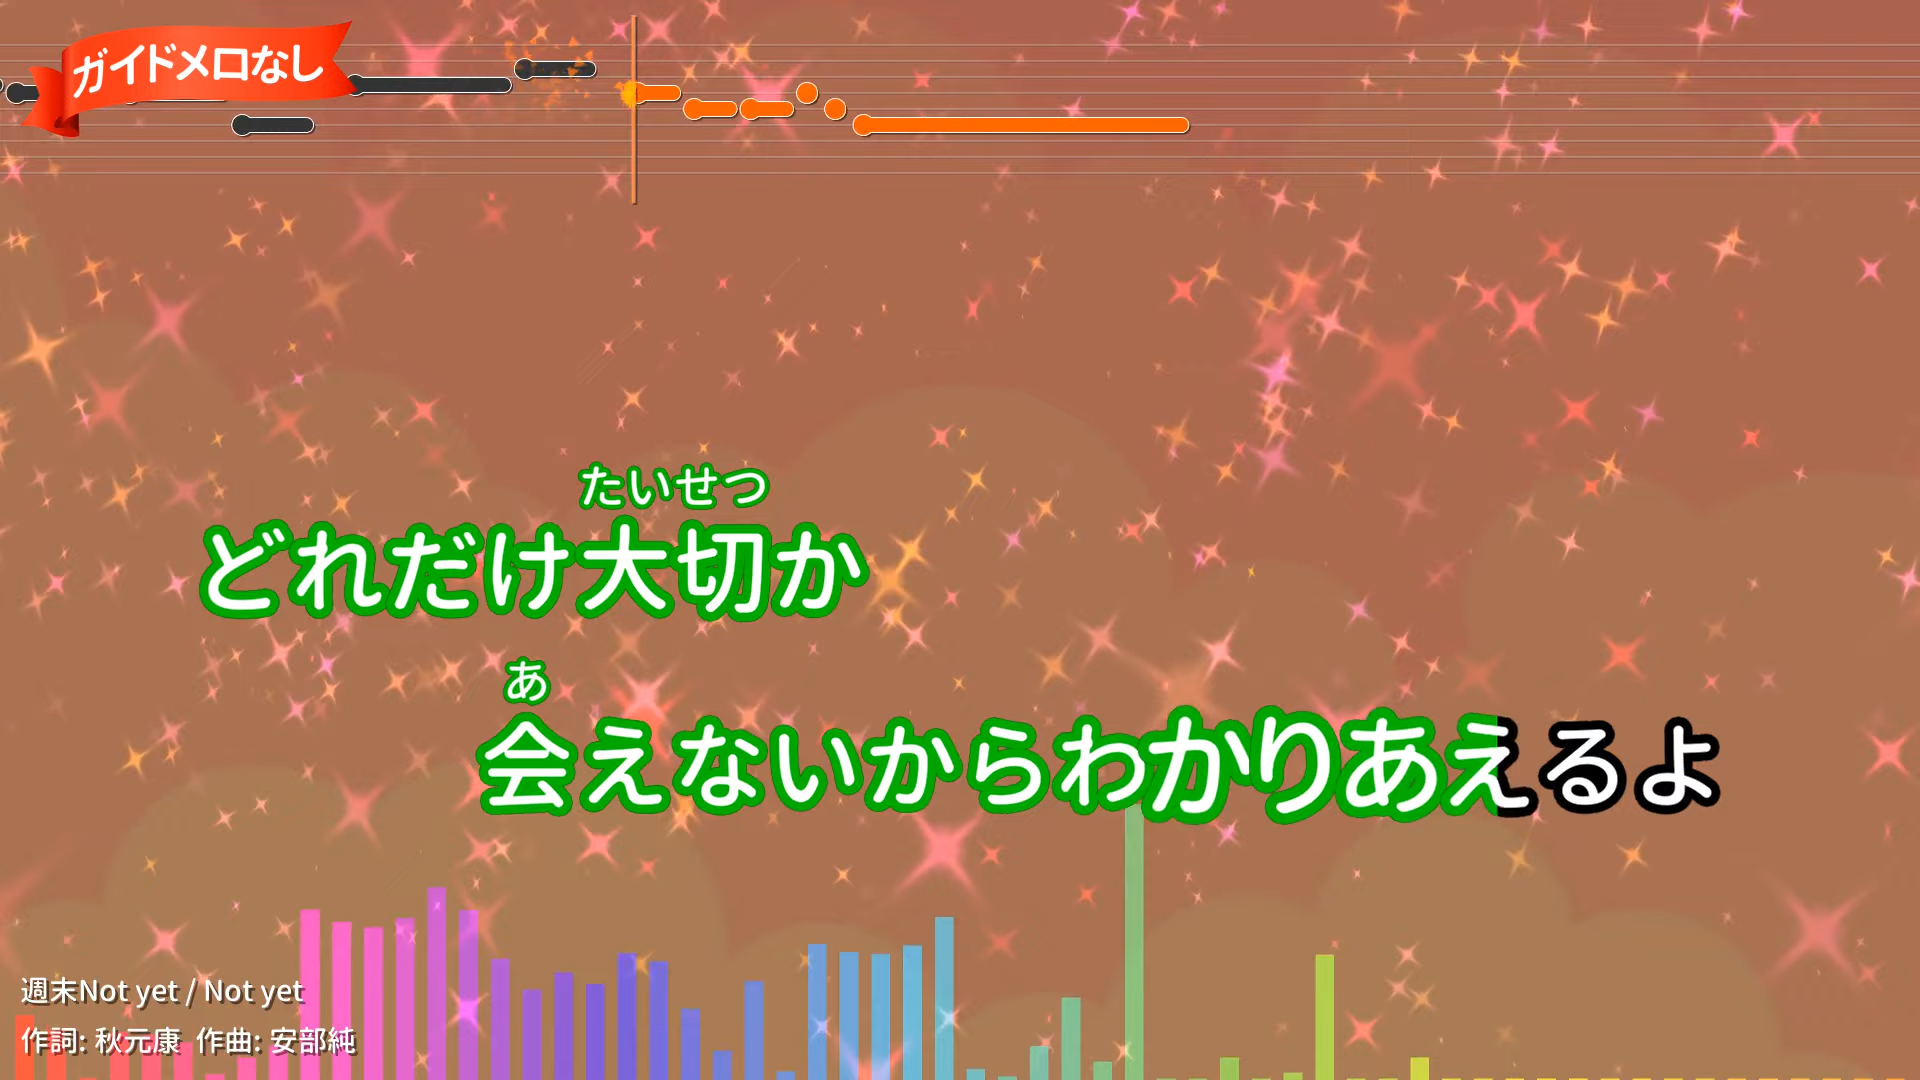 ガイドメロなし
たいせつ
どれだけ大切か
あ
会えないからわかりあえるよ
週末Not yet / Not yet
作詞: 秋元康 作曲: 安部純